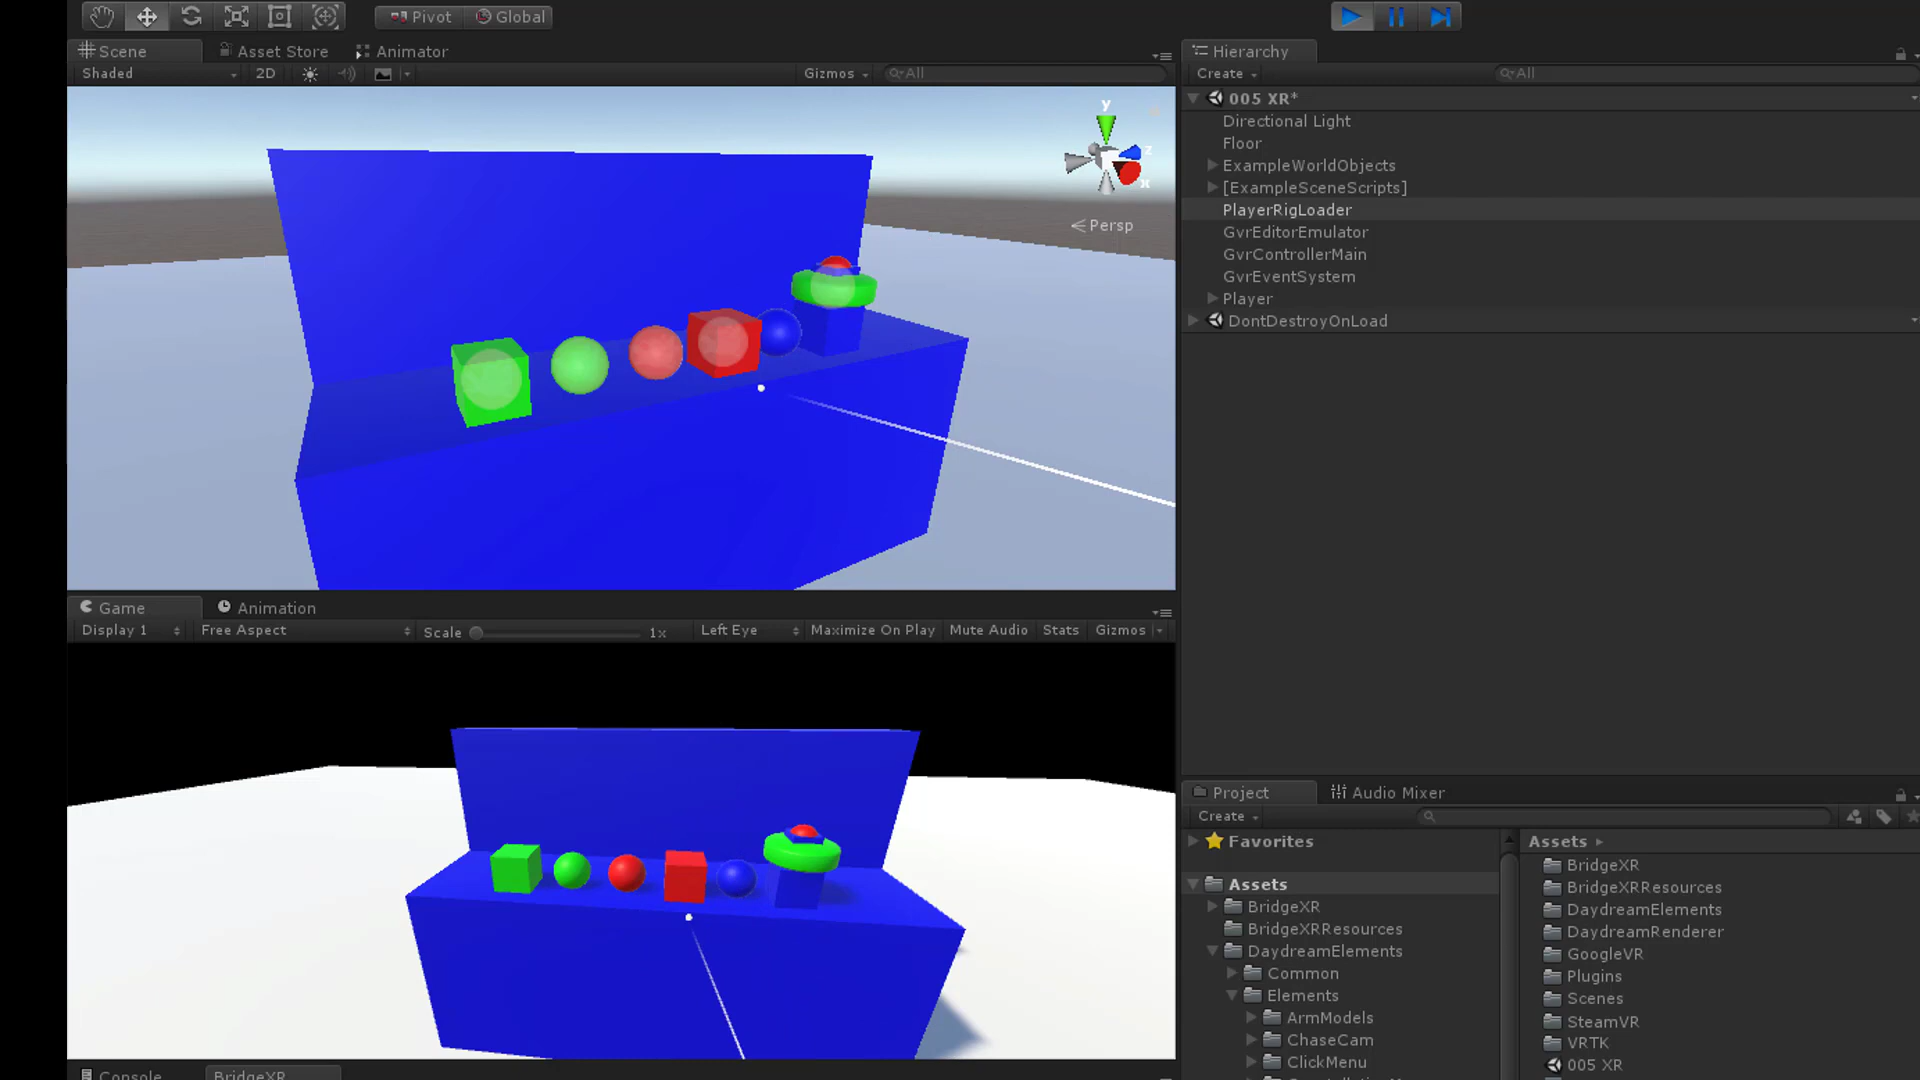 Pivot Global
Scene Asset Store Animator
Shaded 2D Gizmos All
y
z
x
Persp
Game Animation
Display 1 Free Aspect Scale 1x Left Eye Maximize On Play Mute Audio Stats Gizmos
Console BridgeXR
Hierarchy
Create All
005 XR*
Directional Light
Floor
ExampleWorldObjects
[ExampleSceneScripts]
PlayerRigLoader
GvrEditorEmulator
GvrControllerMain
GvrEventSystem
Player
DontDestroyOnLoad
Project Audio Mixer
Create
Favorites
Assets
BridgeXR
BridgeXRResources
DaydreamElements
Common
Elements
ArmModels
ChaseCam
ClickMenu
Assets
BridgeXR
BridgeXRResources
DaydreamElements
DaydreamRenderer
GoogleVR
Plugins
Scenes
SteamVR
VRTK
005 XR